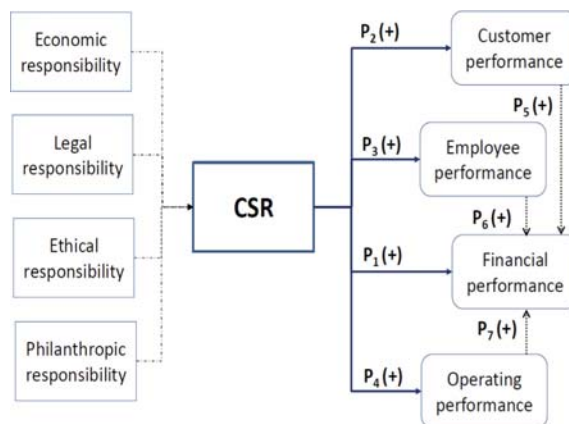 Economic
responsibility
Legal
responsibility
Ethical
responsibility
Philanthropic
responsibility
CSR
P₂(+)
P₃(+)
P₁(+)
P₄(+)
Customer
performance
P₅(+)
Employee
performance
P₆(+)
Financial
performance
P₇(+)
Operating
performance